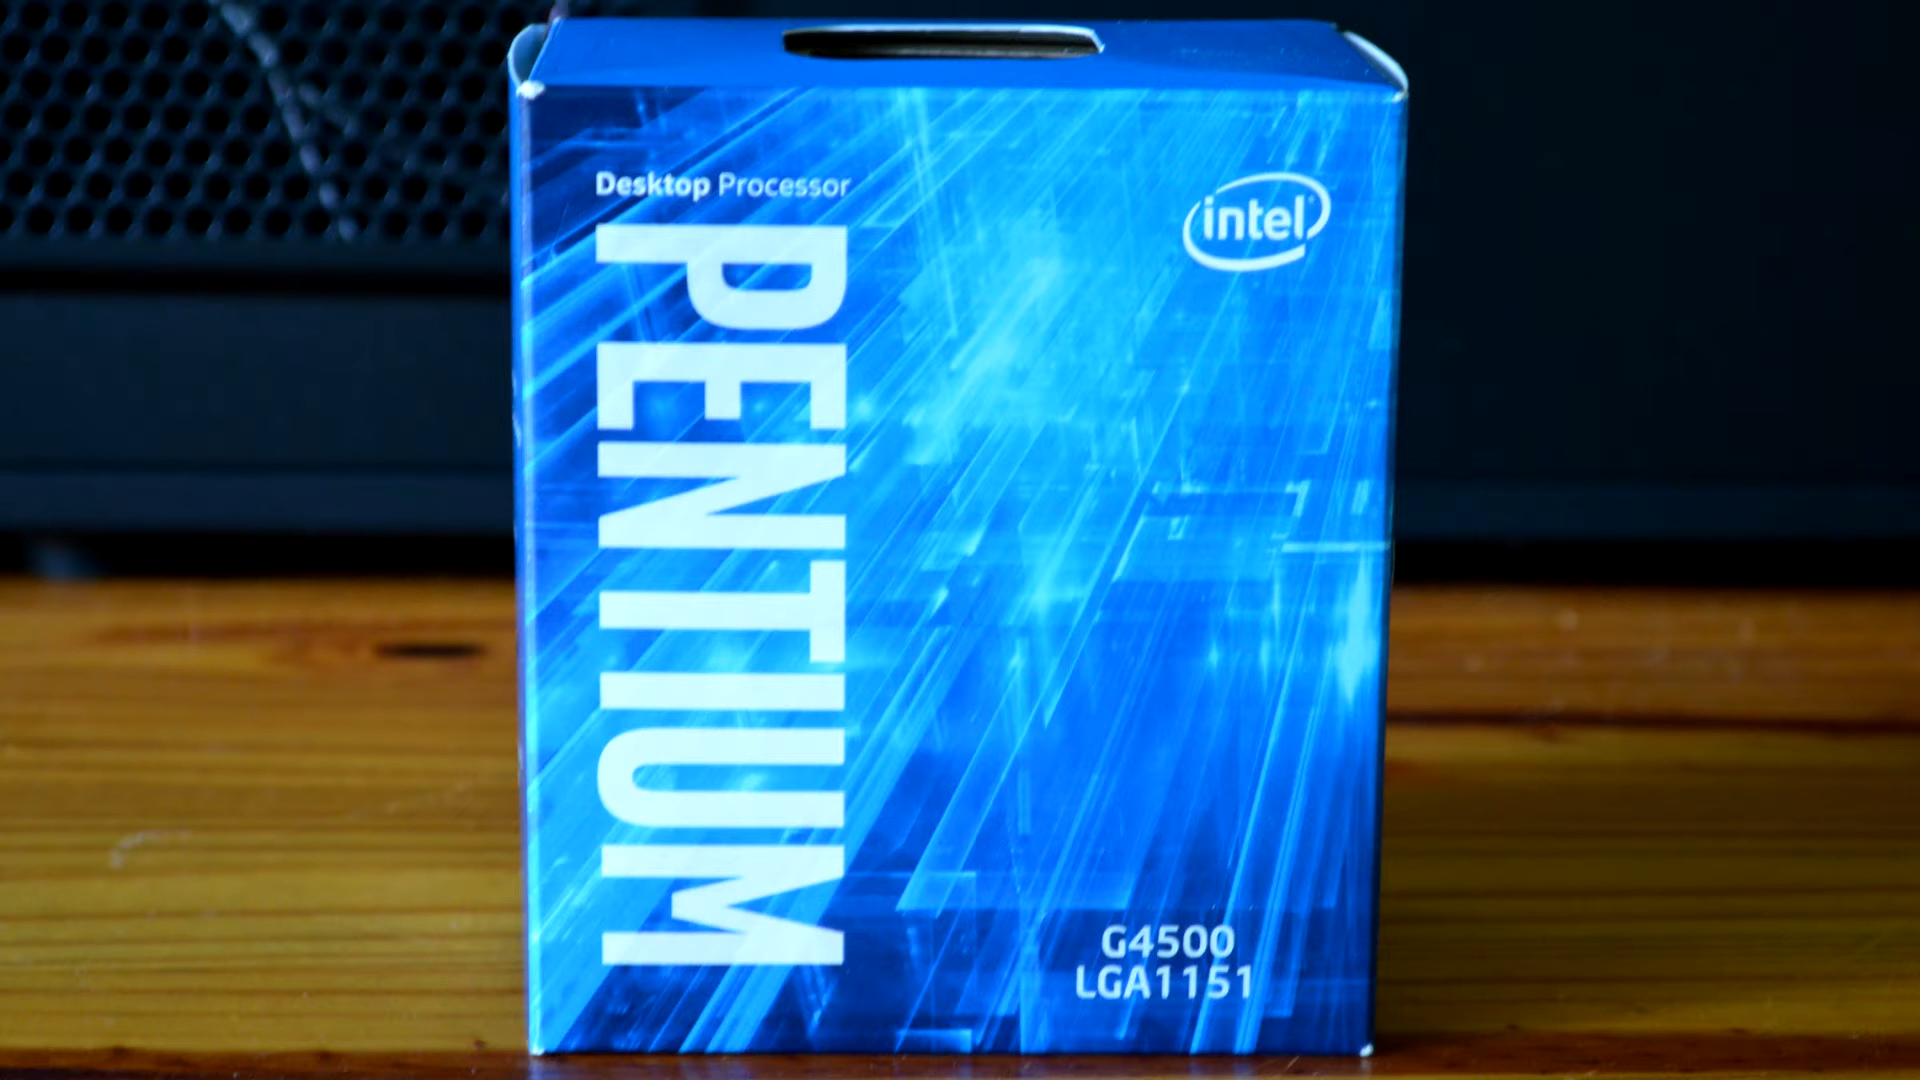 Desktop Processor
PENTIUM
intel
G4500
LGA1151